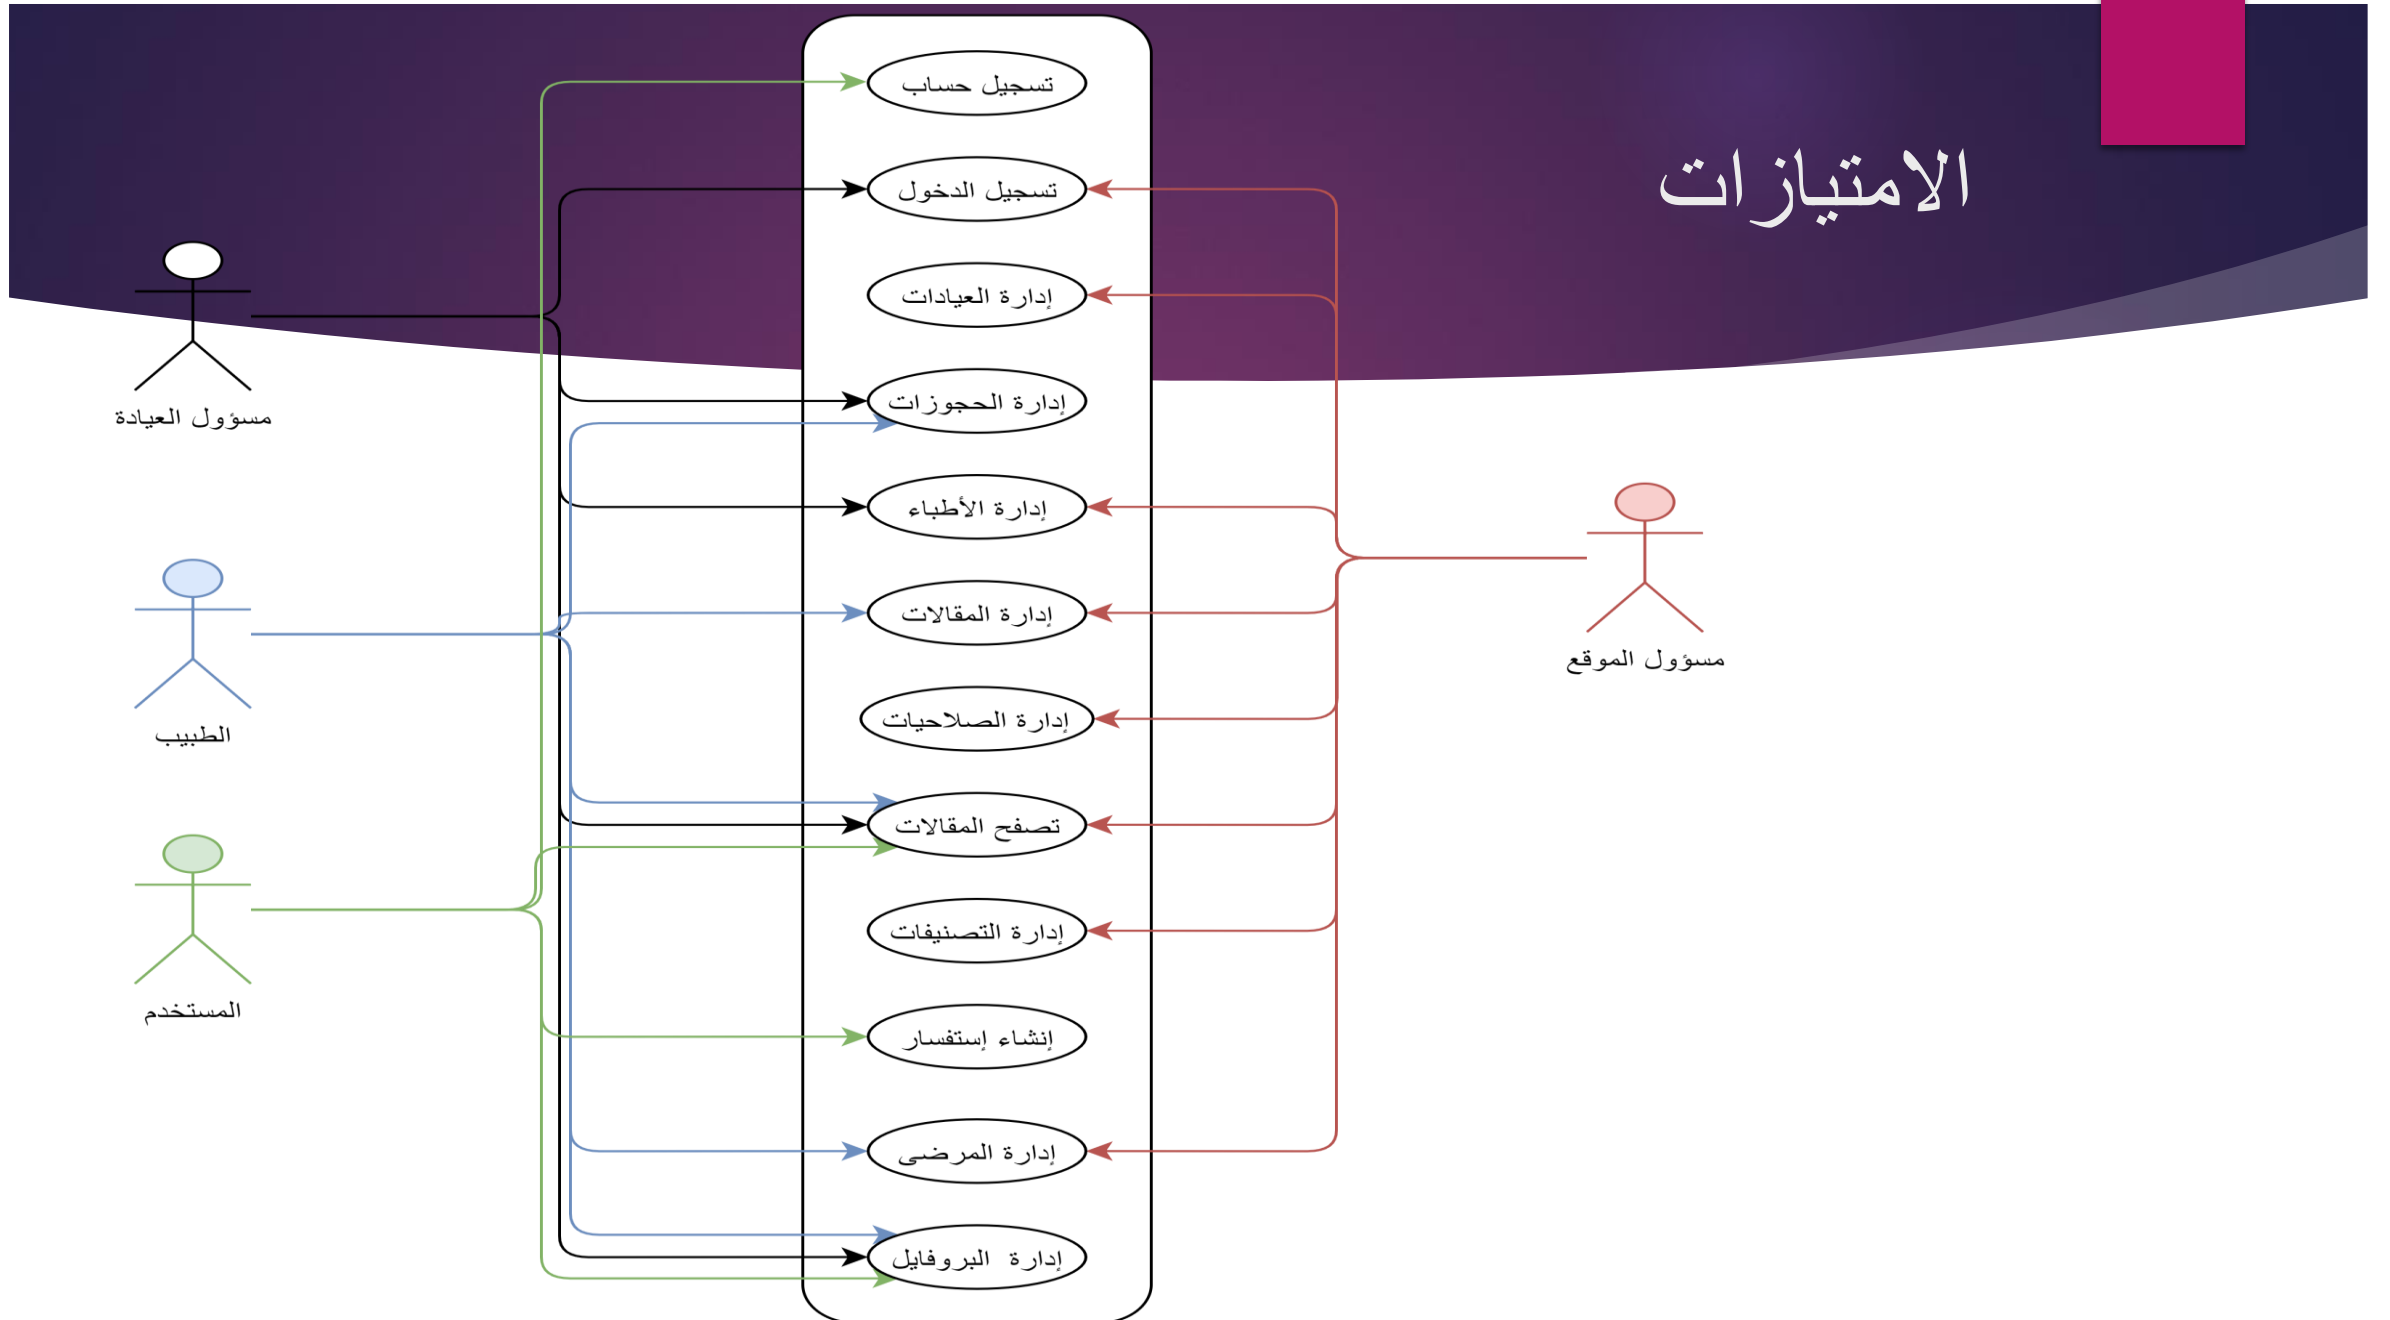 الامتيازات
تسجيل حساب
تسجيل الدخول
إدارة العيادات
إدارة الحجوزات
إدارة الأطباء
إدارة المقالات
إدارة الصلاحيات
تصفح المقالات
إدارة التصنيفات
إنشاء إستفسار
إدارة المرضى
إدارة البروفايل
مسؤول الموقع
مسؤول العيادة
الطبيب
المستخدم